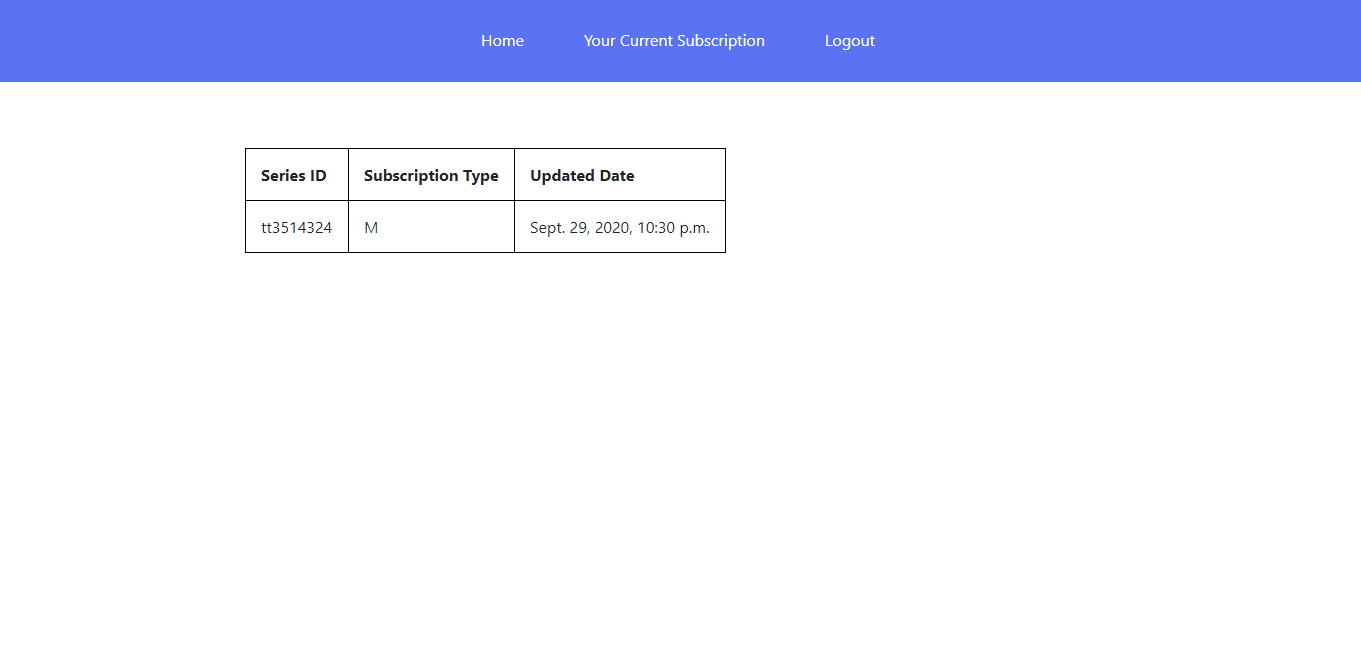 Home Your Current Subscription Logout
Series ID Subscription Type Updated Date
tt3514324 M Sept. 29, 2020, 10:30 p.m.